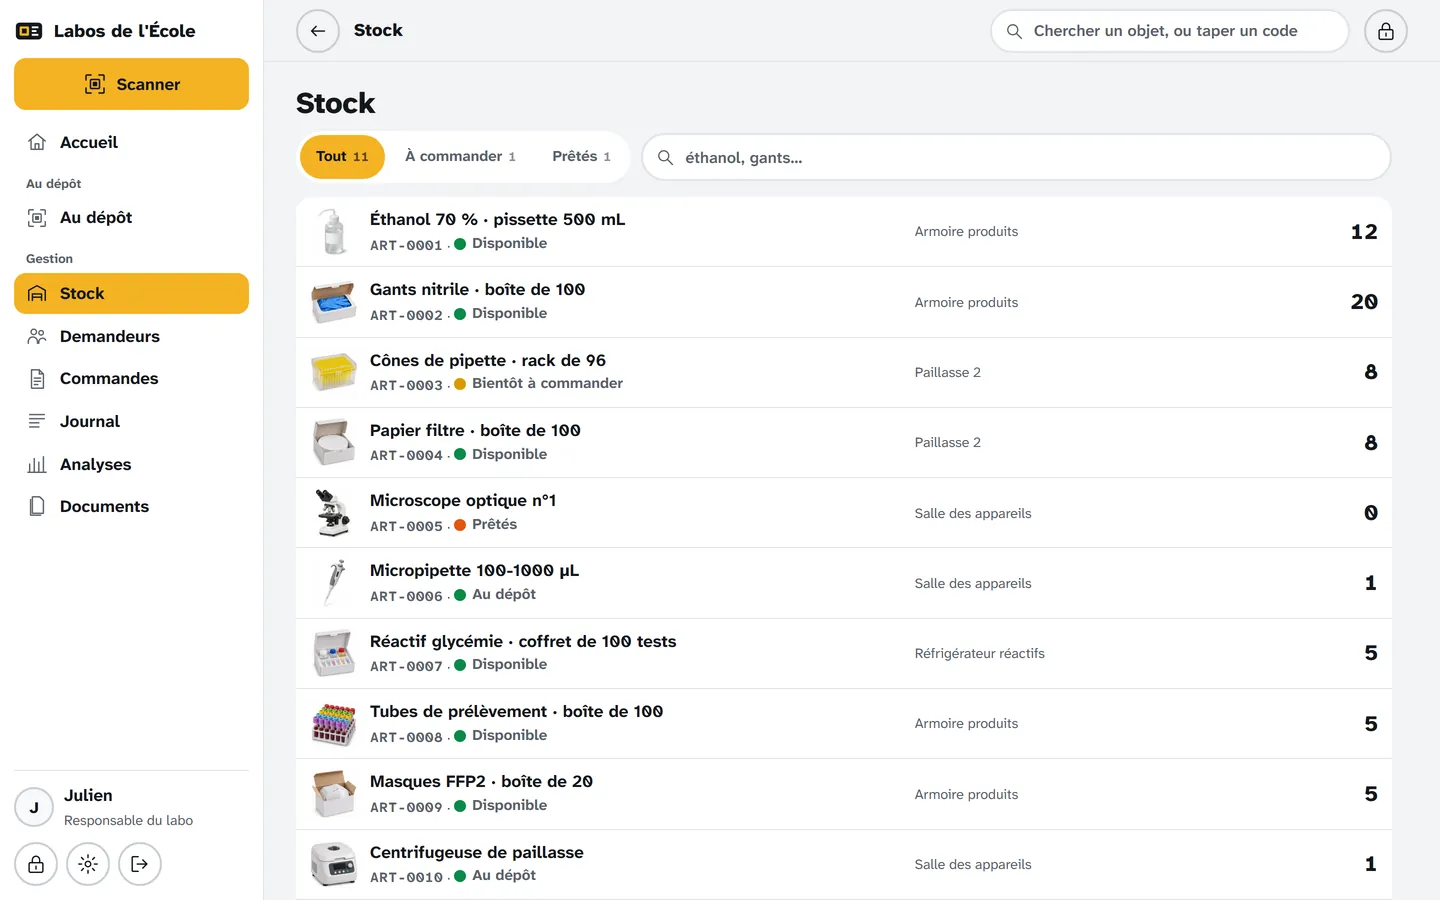 Labos de l'École
Scanner
Accueil
Au dépôt
Au dépôt
Gestion
Stock
Demandeurs
Commandes
Journal
Analyses
Documents
J
Julien
Responsable du labo
Stock
Chercher un objet, ou taper un code
Stock
Tout 11
À commander 1
Prêtés 1
éthanol, gants...
Éthanol 70 % · pissette 500 mL
ART-0001 · Disponible
Armoire produits
12
Gants nitrile · boîte de 100
ART-0002 · Disponible
Armoire produits
20
Cônes de pipette · rack de 96
ART-0003 · Bientôt à commander
Paillasse 2
8
Papier filtre · boîte de 100
ART-0004 · Disponible
Paillasse 2
8
Microscope optique n°1
ART-0005 · Prêtés
Salle des appareils
0
Micropipette 100-1000 µL
ART-0006 · Au dépôt
Salle des appareils
1
Réactif glycémie · coffret de 100 tests
ART-0007 · Disponible
Réfrigérateur réactifs
5
Tubes de prélèvement · boîte de 100
ART-0008 · Disponible
Armoire produits
5
Masques FFP2 · boîte de 20
ART-0009 · Disponible
Armoire produits
5
Centrifugeuse de paillasse
ART-0010 · Au dépôt
Salle des appareils
1